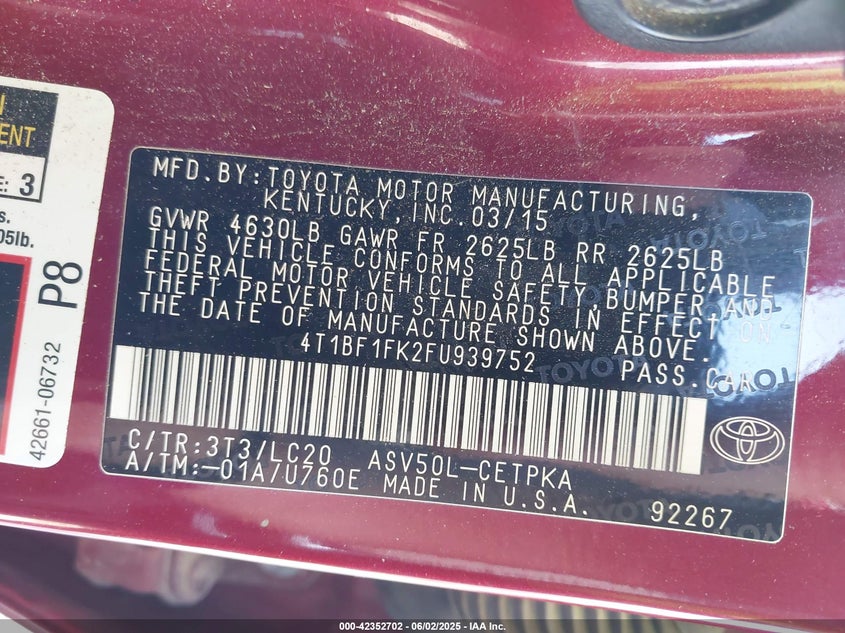 ENT
E: 3
s.
05lb.
P8
42661-06732
MFD.BY:TOYOTA MOTOR MANUFACTURING,
KENTUCKY,INC.03/15
GVWR 4630LB GAWR FR 2625LB RR 2625LB
THIS VEHICLE CONFORMS TO ALL APPLICABLE
FEDERAL MOTOR VEHICLE SAFETY,BUMPER,AND
THEFT PREVENTION STANDARDS IN EFFECT ON
THE DATE OF MANUFACTURE SHOWN ABOVE.
4T1BF1FK2FU939752 PASS.CAR
C/TR:3T3/LC20 ASV50L-CETPKA
A/TM:-01A/U760E MADE IN U.S.A. 92267
000-42352702 - 06/02/2025 - IAA Inc.